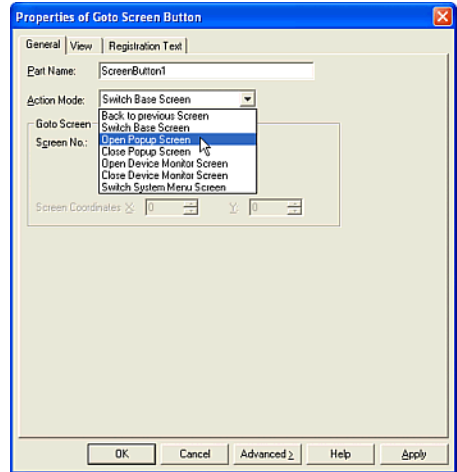 Properties of Goto Screen Button
General View Registration Text
Part Name: ScreenButton1
Action Mode: Switch Base Screen
Back to previous Screen
Goto Screen
Switch Base Screen
Screen No.: Open Popup Screen
Close Popup Screen
Open Device Monitor Screen
Close Device Monitor Screen
Switch System Menu Screen
Screen Coordinates X: 0 Y: 0
OK Cancel Advanced > Help Apply